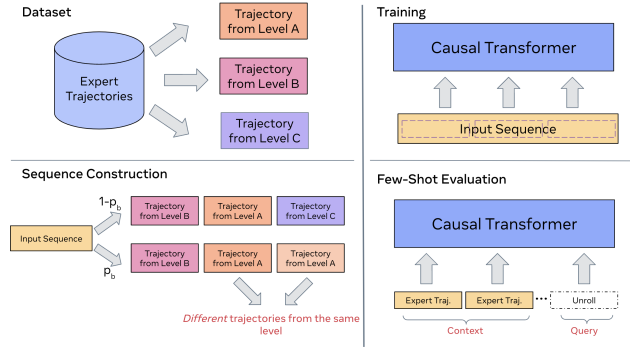 Dataset
Expert
Trajectories
Trajectory
from Level A
Trajectory
from Level B
Trajectory
from Level C
Training
Causal Transformer
Input Sequence
Sequence Construction
Input Sequence
1-p_b
p_b
Trajectory
from Level B
Trajectory
from Level A
Trajectory
from Level C
Trajectory
from Level B
Trajectory
from Level A
Trajectory
from Level A
Different trajectories from the same
level
Few-Shot Evaluation
Causal Transformer
Expert Traj.
Expert Traj.
...
Unroll
Context
Query